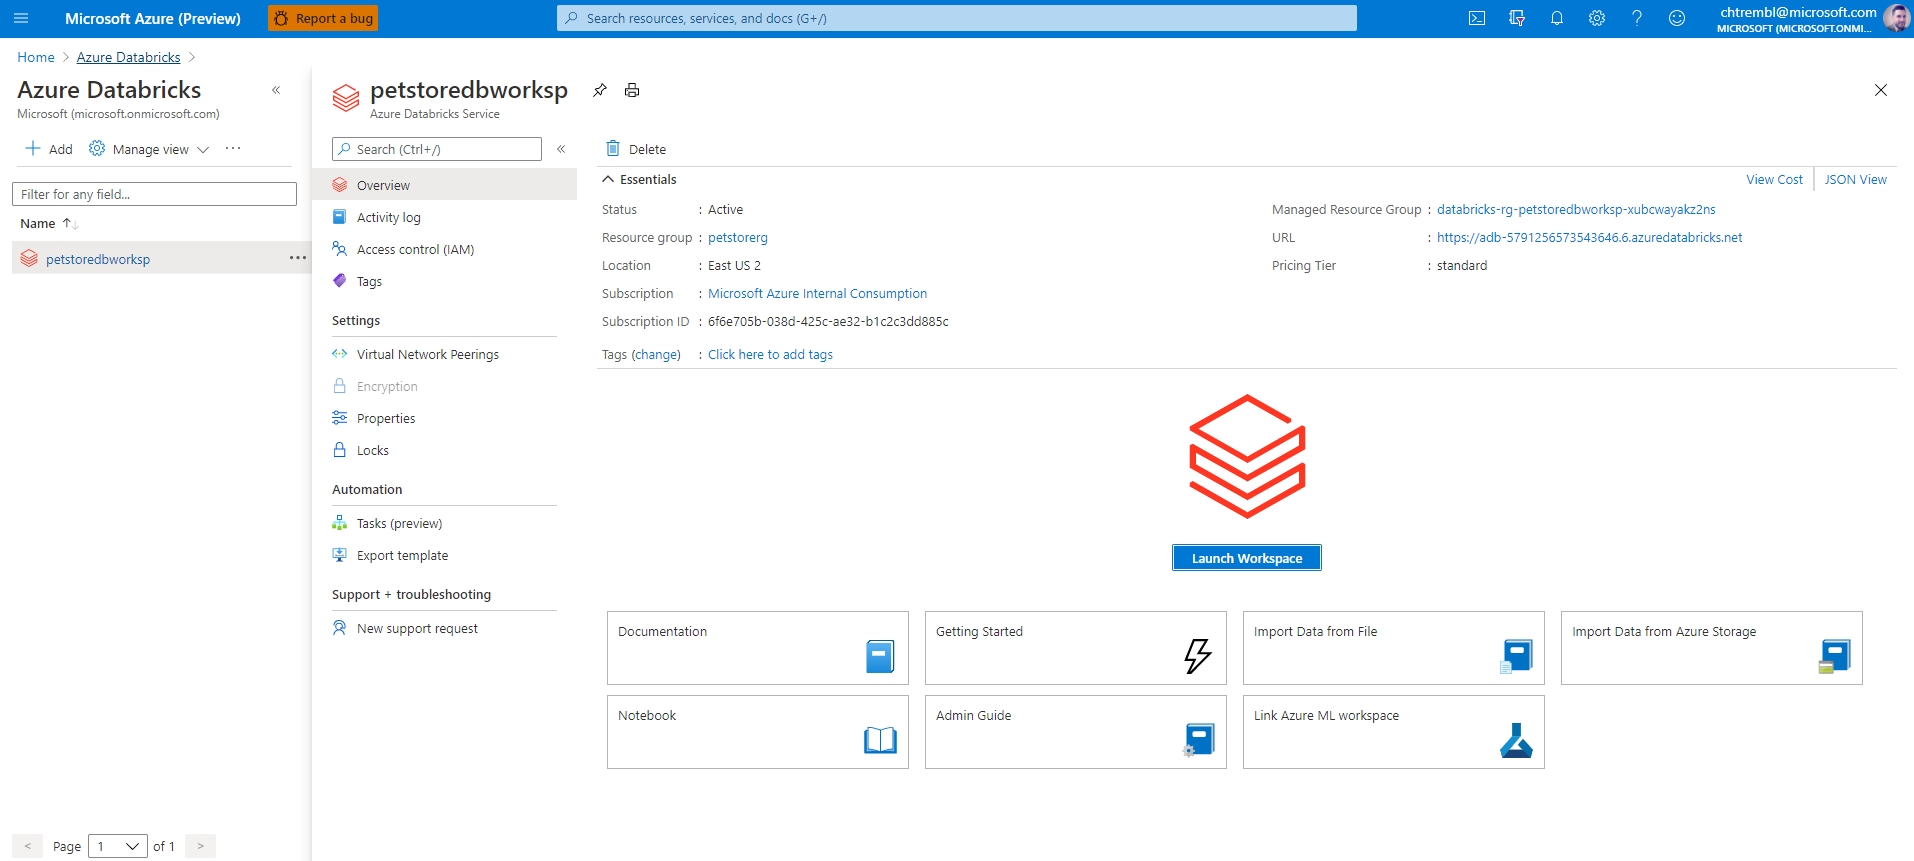 Microsoft Azure (Preview)
Report a bug
Search resources, services, and docs (G+/)
chtrembl@microsoft.com
MICROSOFT (MICROSOFT.ONMI...
Home > Azure Databricks >
Azure Databricks
Microsoft (microsoft.onmicrosoft.com)
Add
Manage view
Filter for any field...
Name
petstoredbworksp
Page 1 of 1
petstoredbworksp
Azure Databricks Service
Search (Ctrl+/)
Overview
Activity log
Access control (IAM)
Tags
Settings
Virtual Network Peerings
Encryption
Properties
Locks
Automation
Tasks (preview)
Export template
Support + troubleshooting
New support request
Delete
Essentials
View Cost
JSON View
Status : Active
Resource group : petstorerg
Location : East US 2
Subscription : Microsoft Azure Internal Consumption
Subscription ID : 6f6e705b-038d-425c-ae32-b1c2c3dd885c
Tags (change) : Click here to add tags
Managed Resource Group : databricks-rg-petstoredbworksp-xubcwayakz2ns
URL : https://adb-5791256573543646.6.azuredatabricks.net
Pricing Tier : standard
Launch Workspace
Documentation
Getting Started
Import Data from File
Import Data from Azure Storage
Notebook
Admin Guide
Link Azure ML workspace